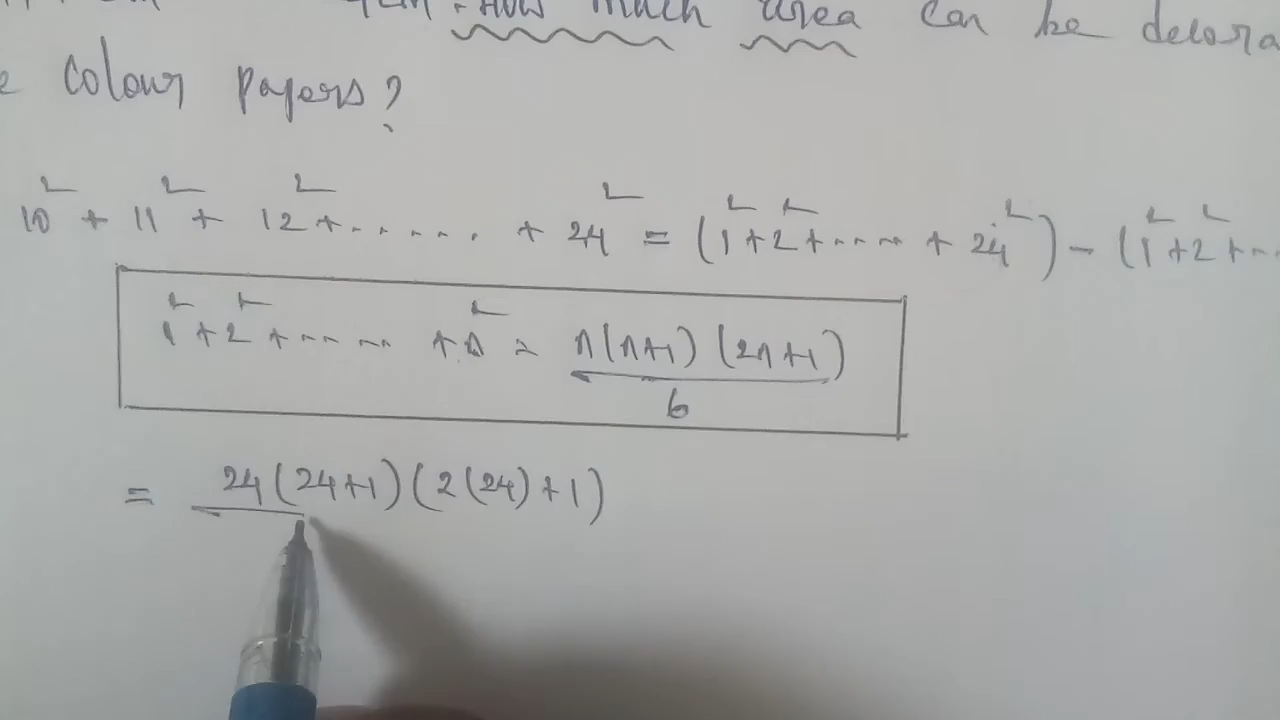 How much area can be decora
colour papers?
10² + 11² + 12² + ...... + 24² = (1² + 2² + ..... + 24²) - (1² + 2² + ..
1² + 2² + ...... + n² = n(n+1)(2n+1)
6
= 24(24+1)(2(24)+1)